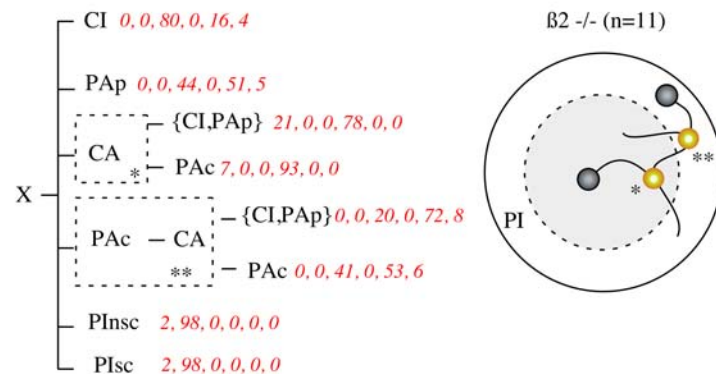 CI 0, 0, 80, 0, 16, 4
ß2 -/- (n=11)
PAp 0, 0, 44, 0, 51, 5
{CI,PAp} 21, 0, 0, 78, 0, 0
CA *
PAc 7, 0, 0, 93, 0, 0
X
PAc – CA **
{CI,PAp} 0, 0, 20, 0, 72, 8
PAc 0, 0, 41, 0, 53, 6
PInsc 2, 98, 0, 0, 0, 0
PIsc 2, 98, 0, 0, 0, 0
**
*
PI